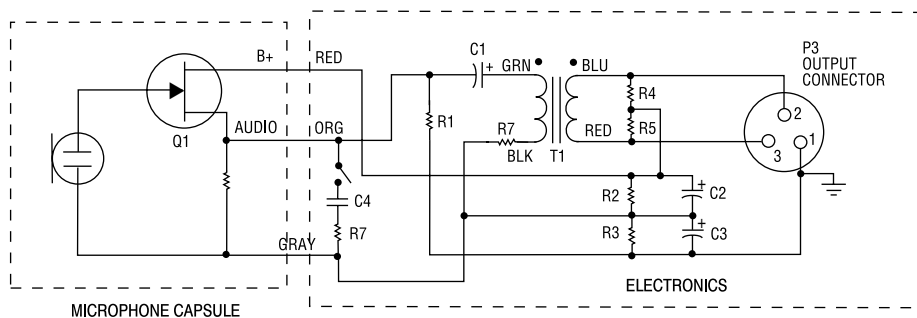 P3
OUTPUT
CONNECTOR
C1
+
GRN
BLU
B+
RED
R4
2
R1
R5
AUDIO
ORG
R7
RED
3
1
Q1
BLK
T1
C4
R2
+
C2
R7
R3
+
C3
GRAY
ELECTRONICS
MICROPHONE CAPSULE